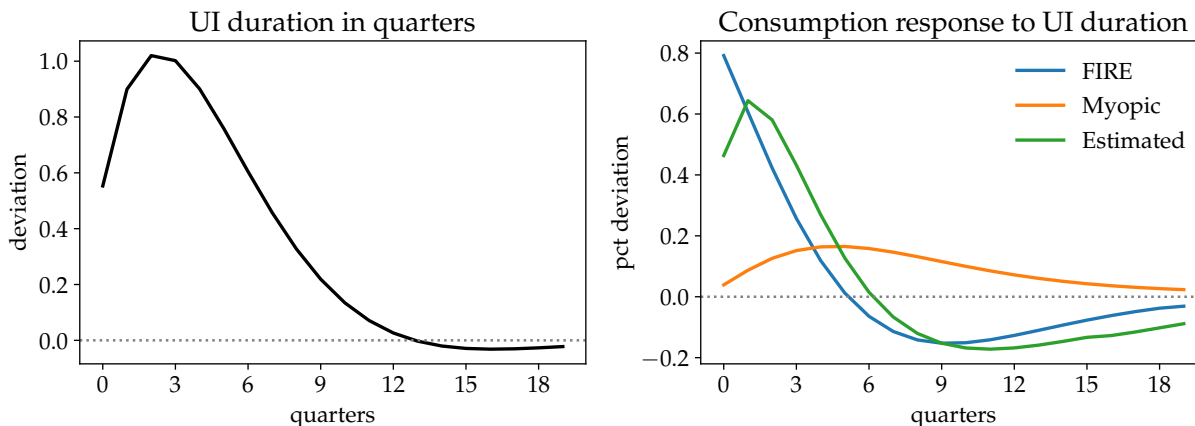 UI duration in quarters
deviation
1.0
0.8
0.6
0.4
0.2
0.0
0 3 6 9 12 15 18
quarters
Consumption response to UI duration
pct deviation
0.8
0.6
0.4
0.2
0.0
−0.2
FIRE
Myopic
Estimated
0 3 6 9 12 15 18
quarters